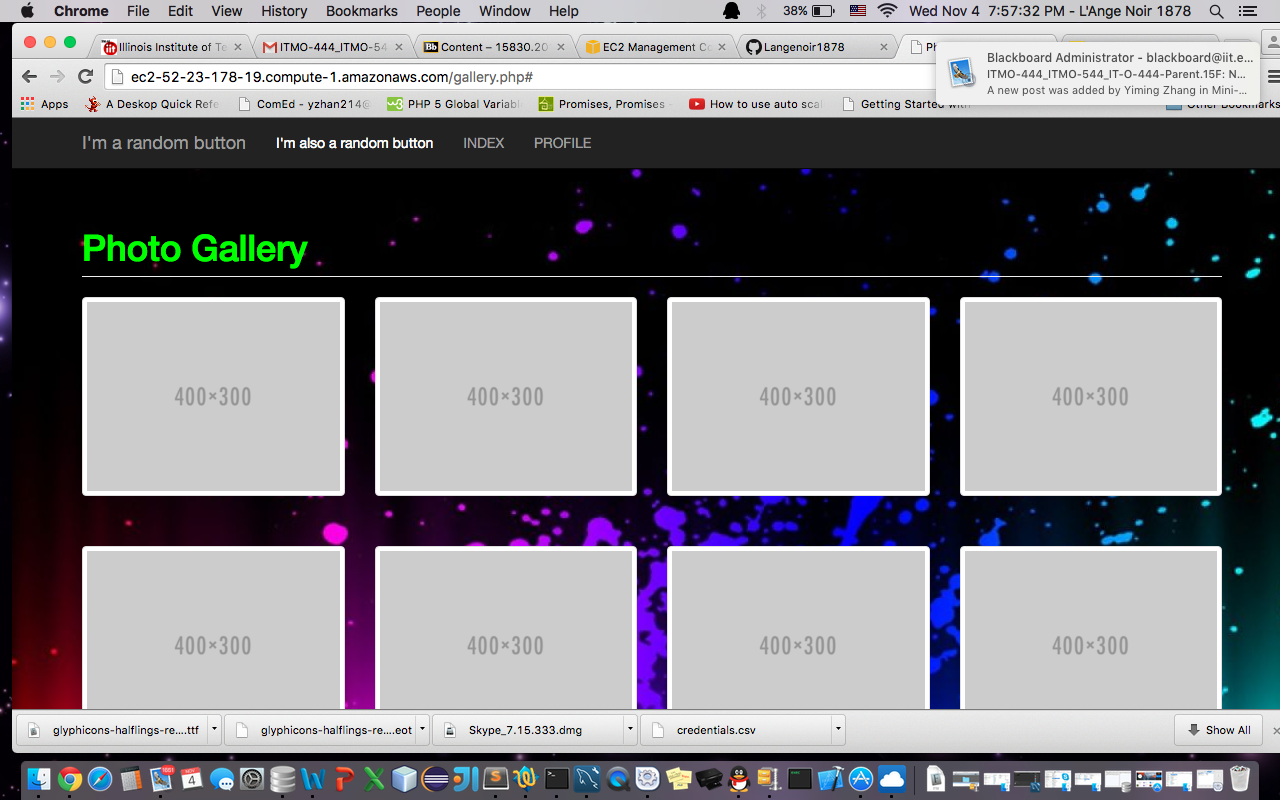 Chrome File Edit View History Bookmarks People Window Help 38% Wed Nov 4 7:57:32 PM - L'Ange Noir 1878
Illinois Institute of Te ITMO-444_ITMO-54 Content – 15830.20 EC2 Management Co Langenoir1878
Blackboard Administrator - blackboard@iit.e...
ITMO-444_ITMO-544_IT-O-444-Parent.15F: N...
A new post was added by Yiming Zhang in Mini-...
ec2-52-23-178-19.compute-1.amazonaws.com/gallery.php#
Apps A Deskop Quick Refe ComEd - yzhan214@ PHP 5 Global Variabl Promises, Promises - How to use auto scal Getting Started with Other Bookmarks
I'm a random button I'm also a random button INDEX PROFILE
Photo Gallery
400×300 400×300 400×300 400×300
400×300 400×300 400×300 400×300
glyphicons-halflings-re....ttf glyphicons-halflings-re....eot Skype_7.15.333.dmg credentials.csv Show All